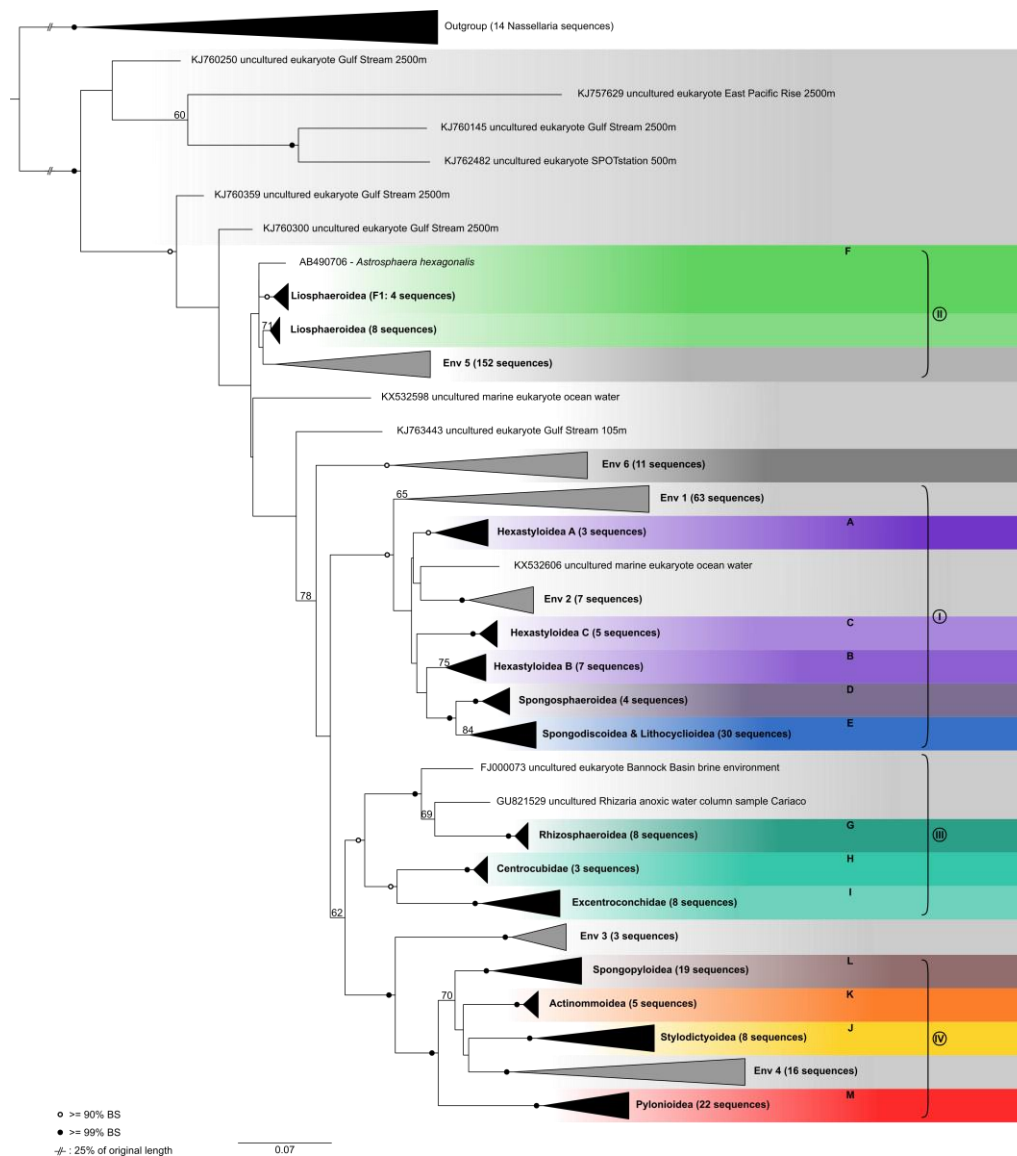 Outgroup (14 Nassellaria sequences)
KJ760250 uncultured eukaryote Gulf Stream 2500m
KJ757629 uncultured eukaryote East Pacific Rise 2500m
60
KJ760145 uncultured eukaryote Gulf Stream 2500m
KJ762482 uncultured eukaryote SPOTstation 500m
KJ760359 uncultured eukaryote Gulf Stream 2500m
KJ760300 uncultured eukaryote Gulf Stream 2500m
F
AB490706 - Astrosphaera hexagonalis
Liosphaeroidea (F1: 4 sequences)
II
71
Liosphaeroidea (8 sequences)
Env 5 (152 sequences)
KX532598 uncultured marine eukaryote ocean water
KJ763443 uncultured eukaryote Gulf Stream 105m
Env 6 (11 sequences)
65
Env 1 (63 sequences)
A
Hexastyloidea A (3 sequences)
KX532606 uncultured marine eukaryote ocean water
78
Env 2 (7 sequences)
I
C
Hexastyloidea C (5 sequences)
B
75
Hexastyloidea B (7 sequences)
D
Spongosphaeroidea (4 sequences)
E
84
Spongodiscoidea & Lithocyclioidea (30 sequences)
FJ000073 uncultured eukaryote Bannock Basin brine environment
GU821529 uncultured Rhizaria anoxic water column sample Cariaco
69
G
Rhizosphaeroidea (8 sequences)
III
H
Centrocubidae (3 sequences)
I
Excentroconchidae (8 sequences)
62
Env 3 (3 sequences)
L
Spongopyloidea (19 sequences)
70
K
Actinommoidea (5 sequences)
J
Stylodictyoidea (8 sequences)
IV
Env 4 (16 sequences)
M
Pylonioidea (22 sequences)
>= 90% BS
>= 99% BS
-//- : 25% of original length
0.07